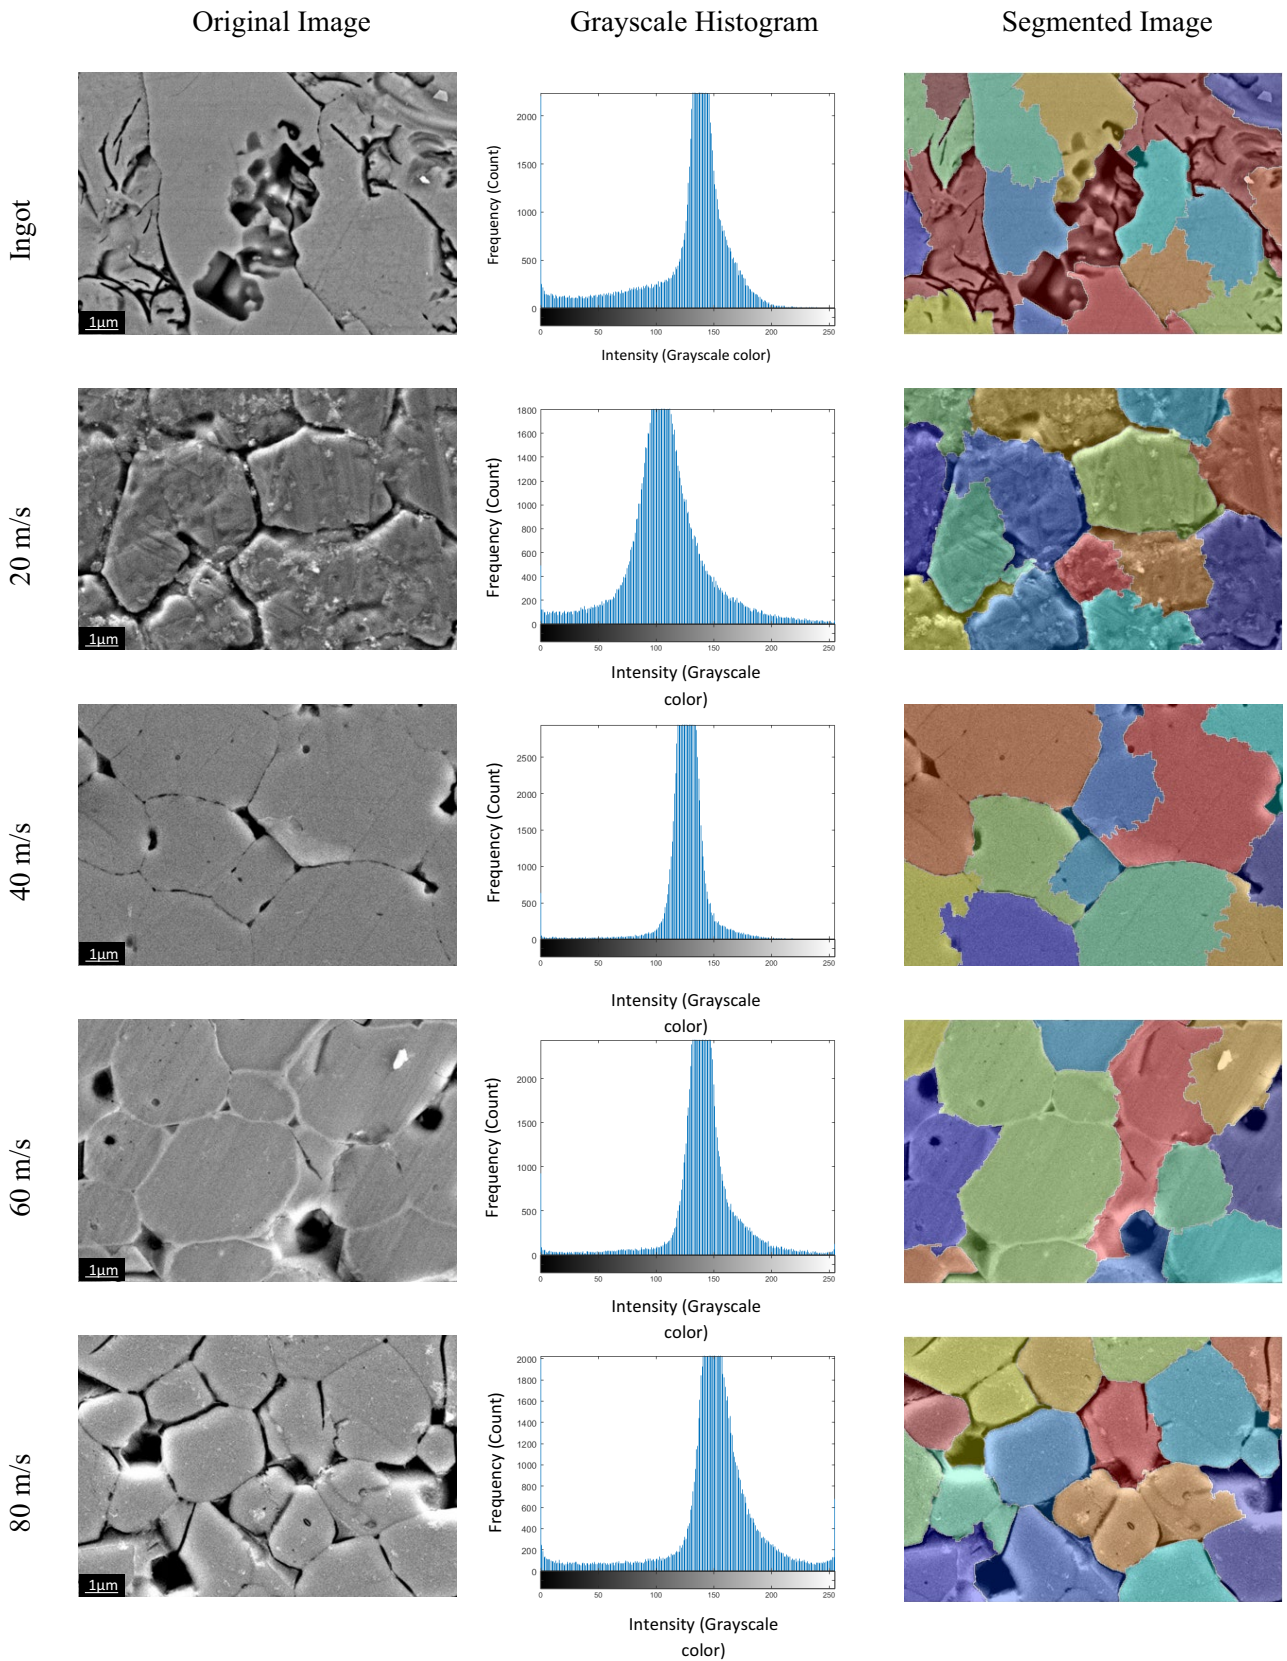 Original Image
Grayscale Histogram
Segmented Image
Ingot
1µm
Frequency (Count)
2000
1500
1000
500
0
0 50 100 150 200 250
Intensity (Grayscale color)
20 m/s
1µm
Frequency (Count)
1800
1600
1400
1200
1000
800
600
400
200
0
0 50 100 150 200 250
Intensity (Grayscale
color)
40 m/s
1µm
Frequency (Count)
2500
2000
1500
1000
500
0
0 50 100 150 200 250
Intensity (Grayscale
color)
60 m/s
1µm
Frequency (Count)
2000
1500
1000
500
0
0 50 100 150 200 250
Intensity (Grayscale
color)
80 m/s
1µm
Frequency (Count)
2000
1800
1600
1400
1200
1000
800
600
400
200
0
0 50 100 150 200 250
Intensity (Grayscale
color)